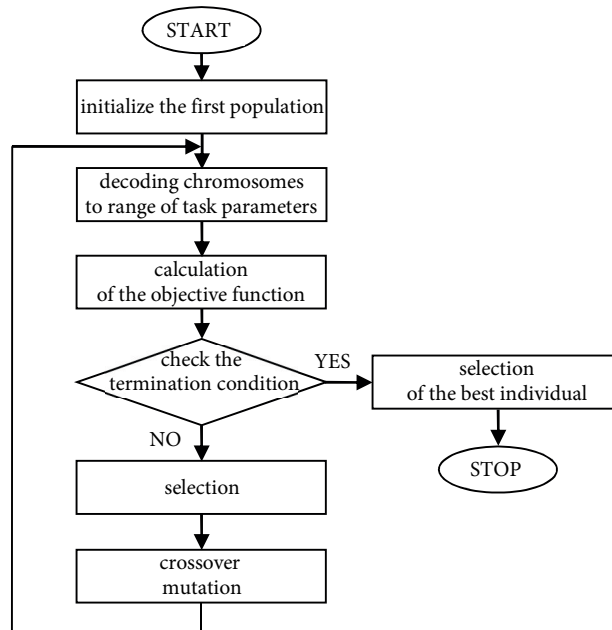 START
initialize the first population
decoding chromosomes
to range of task parameters
calculation
of the objective function
check the
termination condition
YES
selection
of the best individual
NO
STOP
selection
crossover
mutation